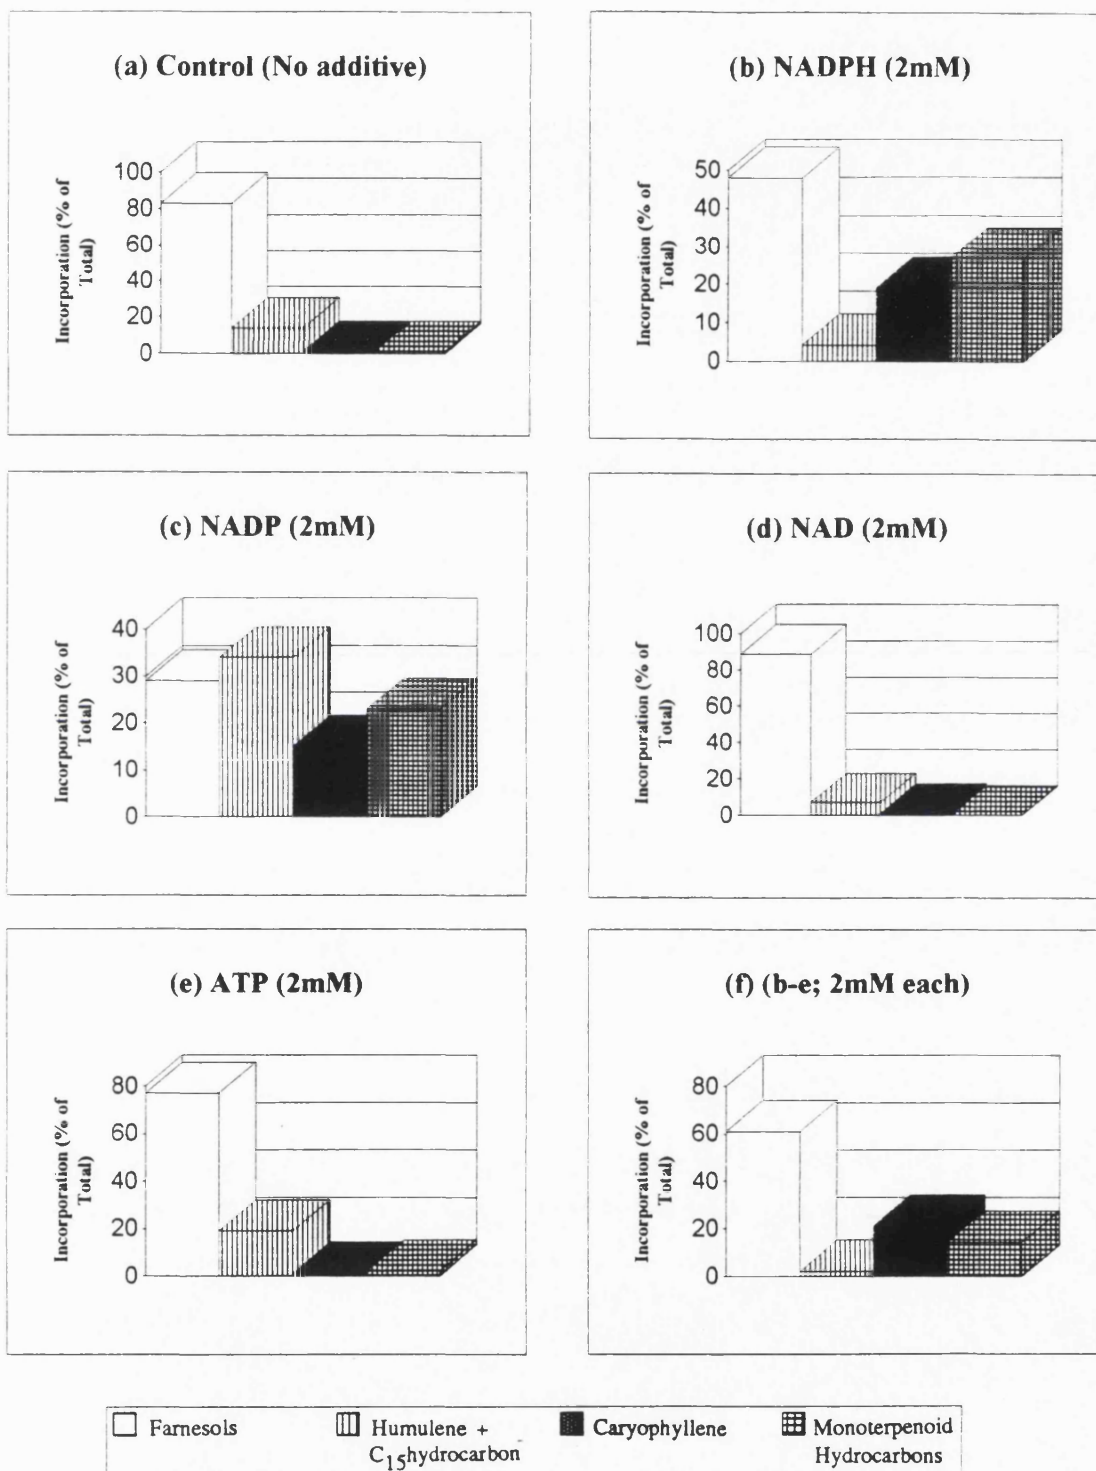 (a) Control (No additive)
Incorporation (% of
Total)
100
80
60
40
20
0
(b) NADPH (2mM)
Incorporation (% of
Total)
50
40
30
20
10
0
(c) NADP (2mM)
Incorporation (% of
Total)
40
30
20
10
0
(d) NAD (2mM)
Incorporation (% of
Total)
100
80
60
40
20
0
(e) ATP (2mM)
Incorporation (% of
Total)
80
60
40
20
0
(f) (b-e; 2mM each)
Incorporation (% of
Total)
80
60
40
20
0
Farnesols
Humulene +
C15hydrocarbon
Caryophyllene
Monoterpenoid
Hydrocarbons